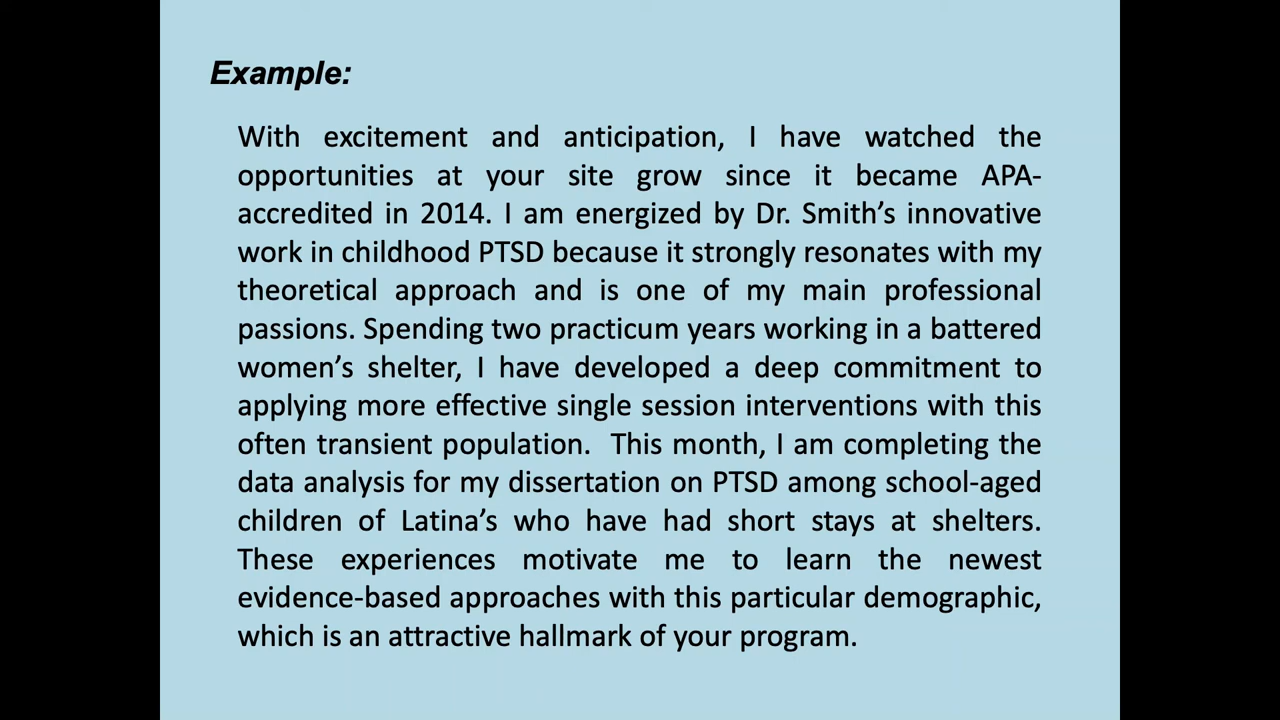 Example:
With excitement and anticipation, I have watched the
opportunities at your site grow since it became APA-
accredited in 2014. I am energized by Dr. Smith’s innovative
work in childhood PTSD because it strongly resonates with my
theoretical approach and is one of my main professional
passions. Spending two practicum years working in a battered
women’s shelter, I have developed a deep commitment to
applying more effective single session interventions with this
often transient population.  This month, I am completing the
data analysis for my dissertation on PTSD among school-aged
children of Latina’s who have had short stays at shelters.
These experiences motivate me to learn the newest
evidence-based approaches with this particular demographic,
which is an attractive hallmark of your program.